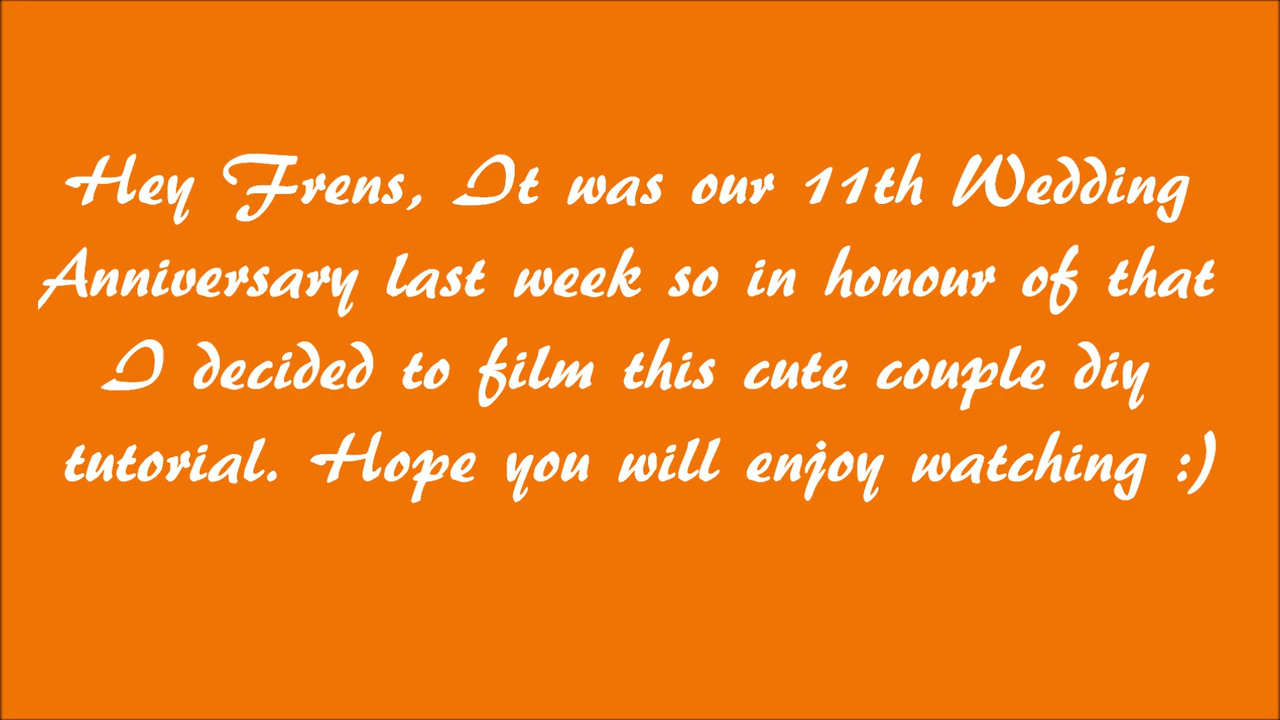 Hey Frens, It was our 11th Wedding
Anniversary last week so in honour of that
I decided to film this cute couple diy
tutorial. Hope you will enjoy watching :)